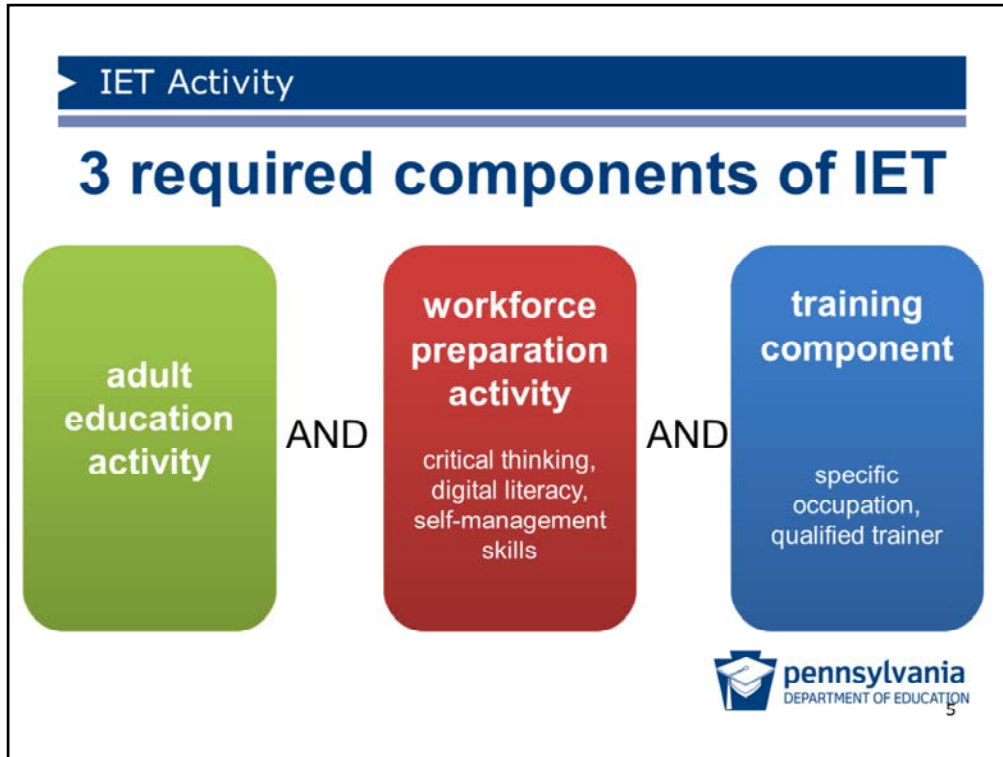 IET Activity
3 required components of IET
adult
education
activity
AND
workforce
preparation
activity
critical thinking,
digital literacy,
self-management
skills
AND
training
component
specific
occupation,
qualified trainer
pennsylvania
DEPARTMENT OF EDUCATION
5